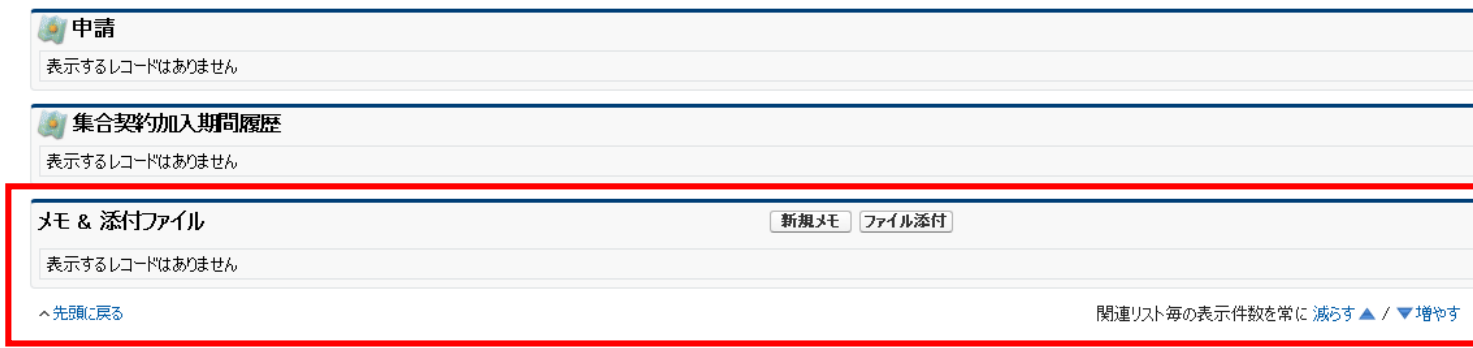 申請
表示するレコードはありません
集合契約加入期間履歴
表示するレコードはありません
メモ & 添付ファイル 新規メモ ファイル添付
表示するレコードはありません
^先頭に戻る 関連リスト毎の表示件数を常に 減らす▲ / ▼増やす